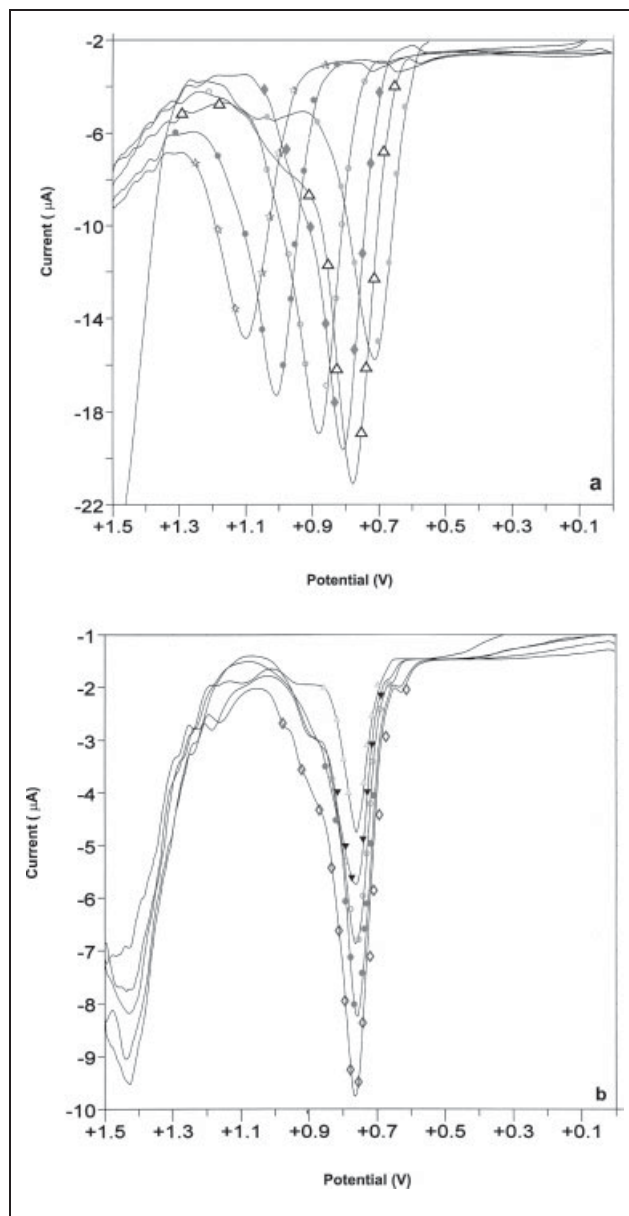 -2
-6
-10
-14
-18
-22
Current ( μA)
+1.5 +1.3 +1.1 +0.9 +0.7 +0.5 +0.3 +0.1
a
Potential (V)
-1
-2
-3
-4
-5
-6
-7
-8
-9
-10
Current ( μA)
+1.5 +1.3 +1.1 +0.9 +0.7 +0.5 +0.3 +0.1
b
Potential (V)